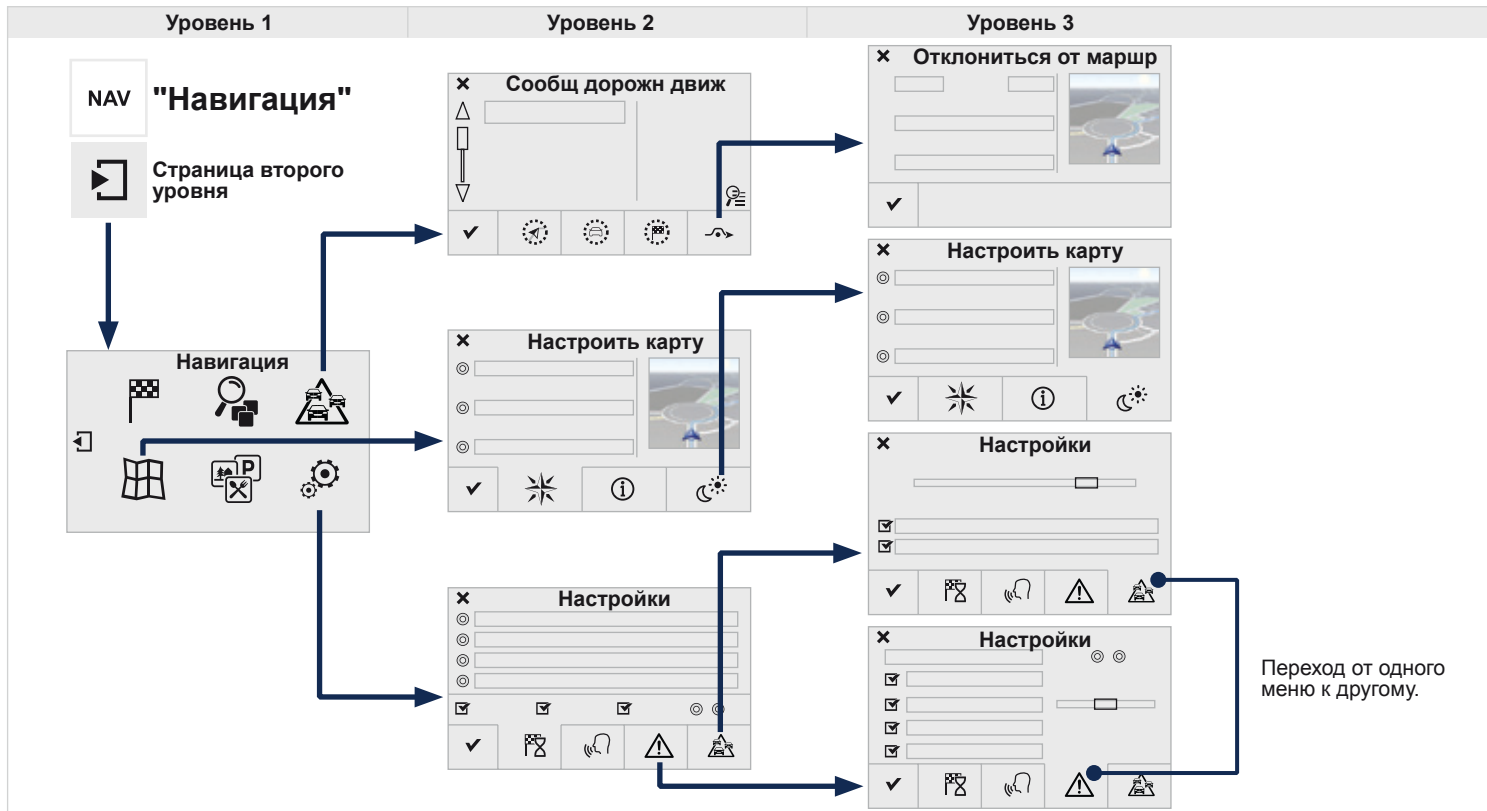 Уровень 1
Уровень 2
Уровень 3
NAV
"Навигация"
Страница второго
уровня
Навигация
P
Сообщ дорожн движ
Настроить карту
Настройки
Отклониться от маршр
Настроить карту
Настройки
Настройки
Переход от одного
меню к другому.